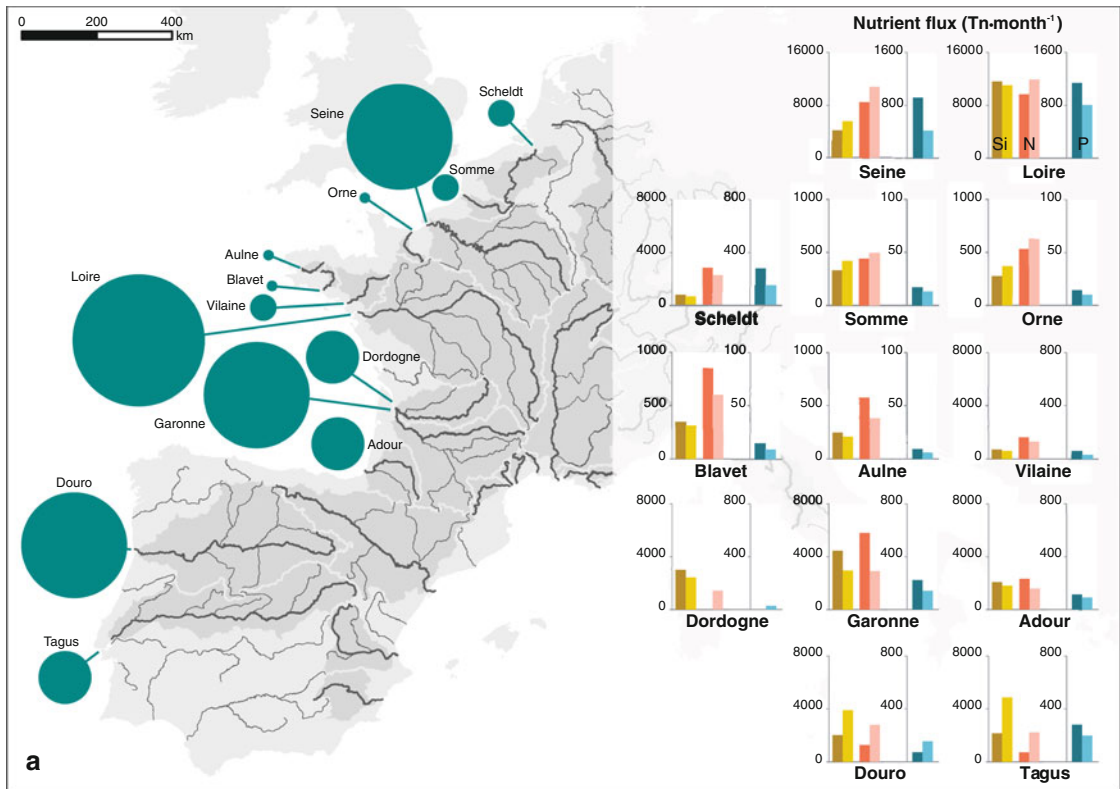 0 200 400
km
Nutrient flux (Tn·month⁻¹)
16000 1600
8000 800
0 0
Seine
16000 1600
8000 800
Si N P
0 0
Loire
Scheldt
Seine
Somme
Orne
Aulne
Loire
Blavet
Vilaine
Dordogne
Garonne
Adour
Douro
Tagus
8000 800
4000 400
0 0
Scheldt
1000 100
500 50
0 0
Somme
1000 100
500 50
0 0
Orne
1000 100
500 50
0 0
Blavet
1000 100
500 50
0 0
Aulne
8000 800
4000 400
0 0
Vilaine
8000 800
4000 400
0 0
Dordogne
8000 800
4000 400
0 0
Garonne
8000 800
4000 400
0 0
Adour
8000 800
4000 400
0 0
Douro
8000 800
4000 400
0 0
Tagus
a